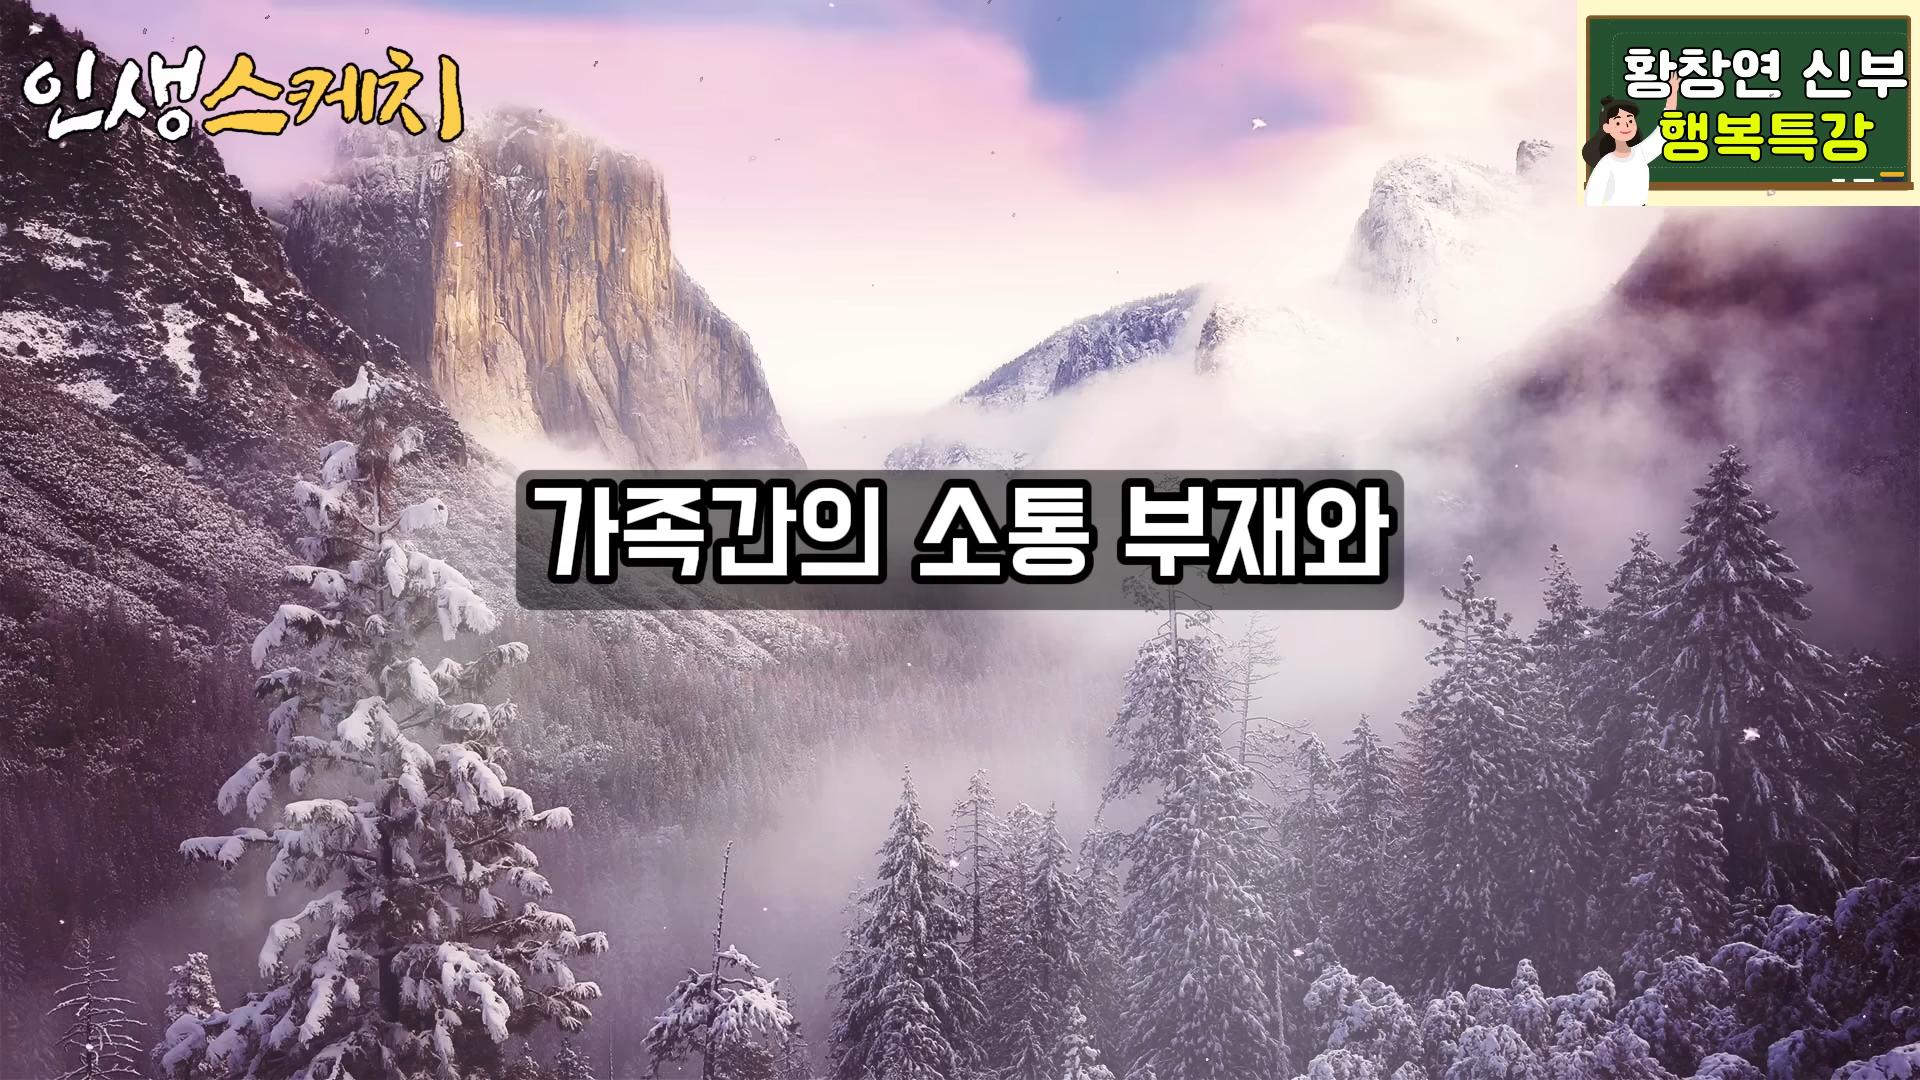 인생스케치
황창연 신부
행복특강
가족간의 소통 부재와